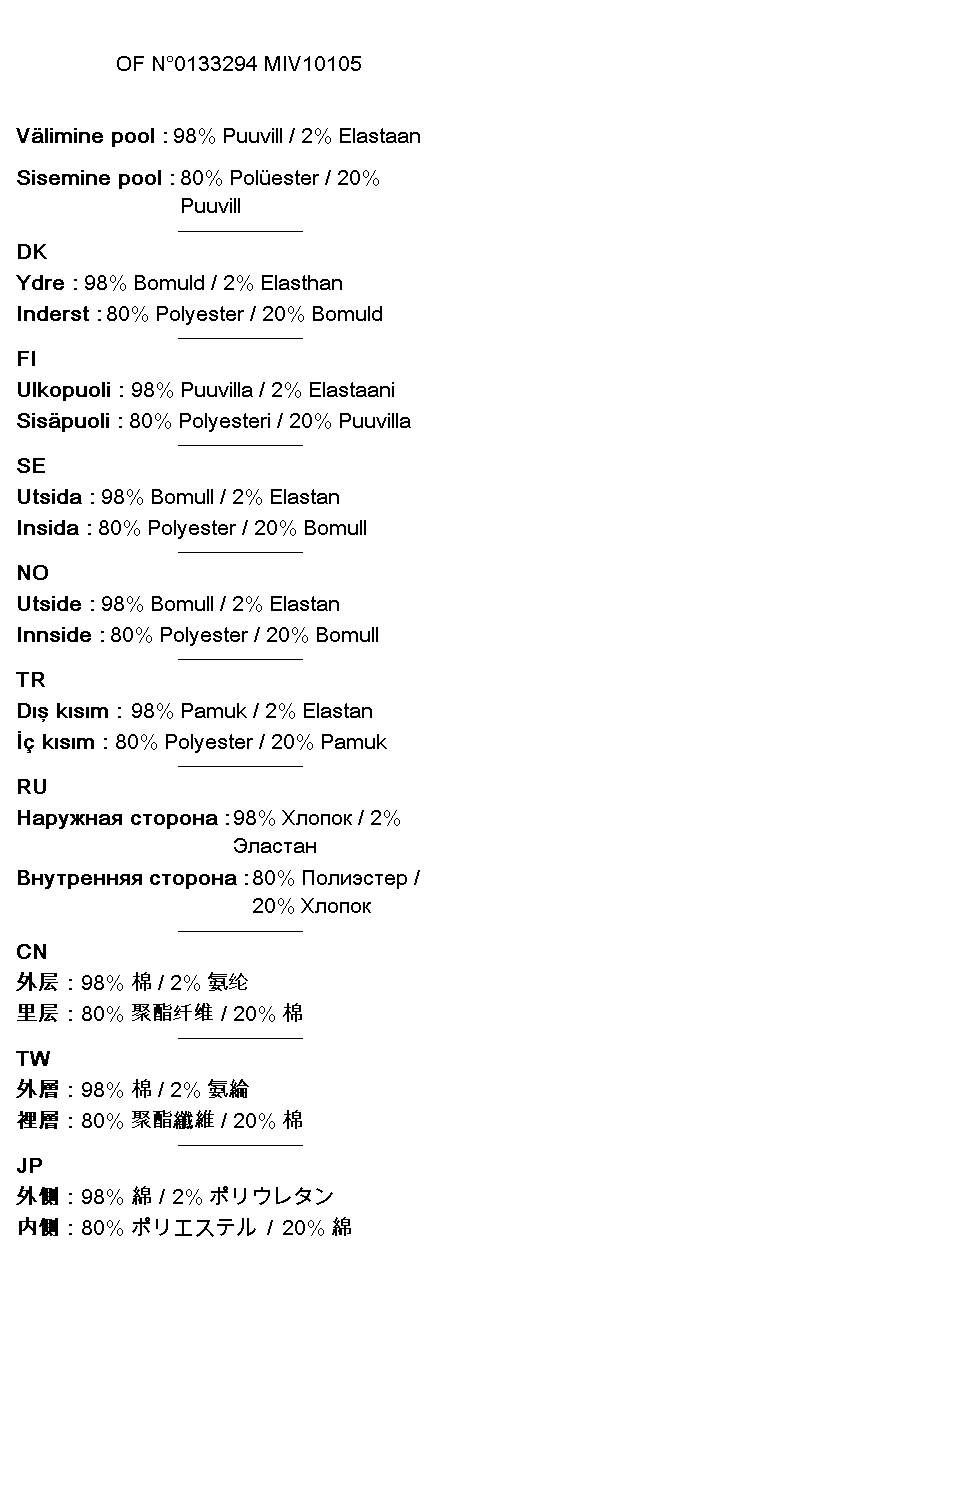 OF N°0133294 MIV10105
Välimine pool : 98% Puuvill / 2% Elastaan
Sisemine pool : 80% Polüester / 20%
Puuvill
DK
Ydre : 98% Bomuld / 2% Elasthan
Inderst : 80% Polyester / 20% Bomuld
FI
Ulkopuoli : 98% Puuvilla / 2% Elastaani
Sisäpuoli : 80% Polyesteri / 20% Puuvilla
SE
Utsida : 98% Bomull / 2% Elastan
Insida : 80% Polyester / 20% Bomull
NO
Utside : 98% Bomull / 2% Elastan
Innside : 80% Polyester / 20% Bomull
TR
Dış kısım : 98% Pamuk / 2% Elastan
İç kısım : 80% Polyester / 20% Pamuk
RU
Наружная сторона : 98% Хлопок / 2%
Эластан
Внутренняя сторона : 80% Полиэстер /
20% Хлопок
CN
外层 : 98% 棉 / 2% 氨纶
里层 : 80% 聚酯纤维 / 20% 棉
TW
外層 : 98% 棉 / 2% 氨綸
裡層 : 80% 聚酯纖維 / 20% 棉
JP
外側 : 98% 綿 / 2% ポリウレタン
内側 : 80% ポリエステル / 20% 綿